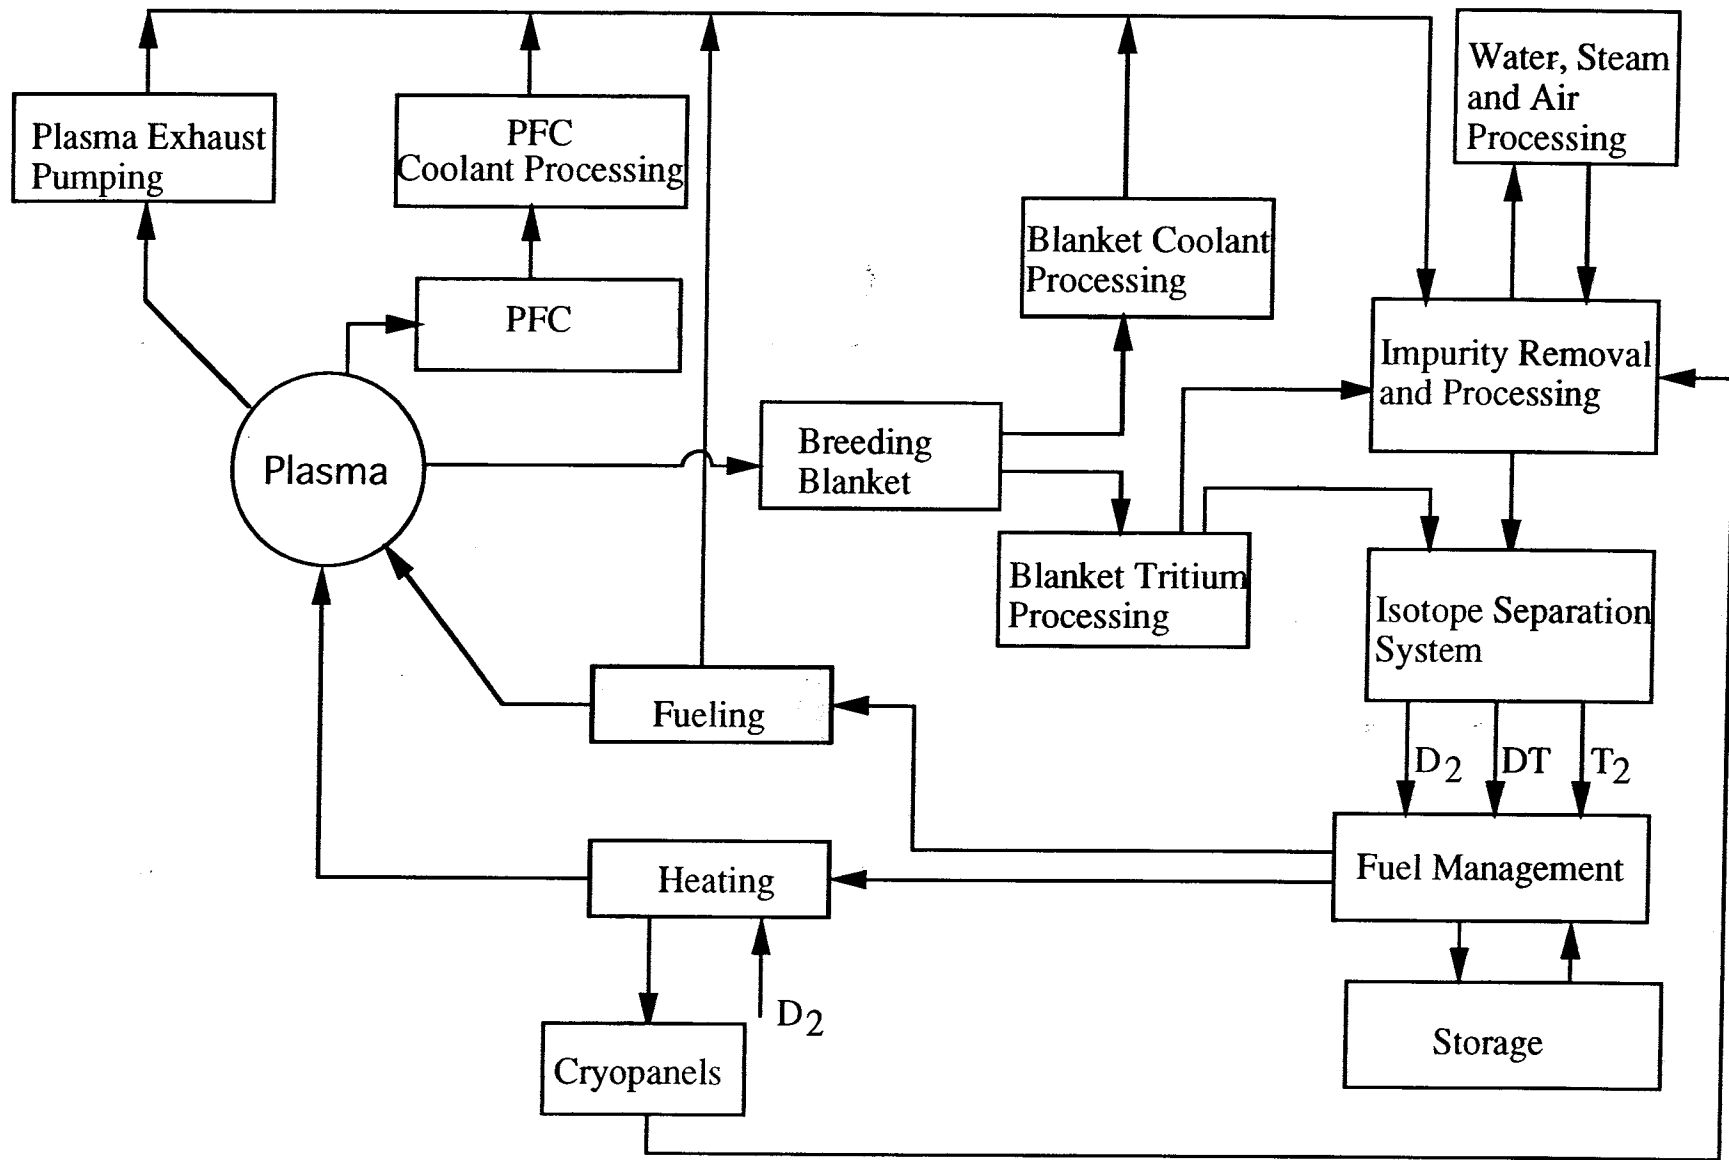 Water, Steam
and Air
Processing
Plasma Exhaust
Pumping
PFC
Coolant Processing
PFC
Blanket Coolant
Processing
Impurity Removal
and Processing
Plasma
Breeding
Blanket
Blanket Tritium
Processing
Isotope Separation
System
Fueling
D2
DT
T2
Heating
Fuel Management
D2
Cryopanels
Storage